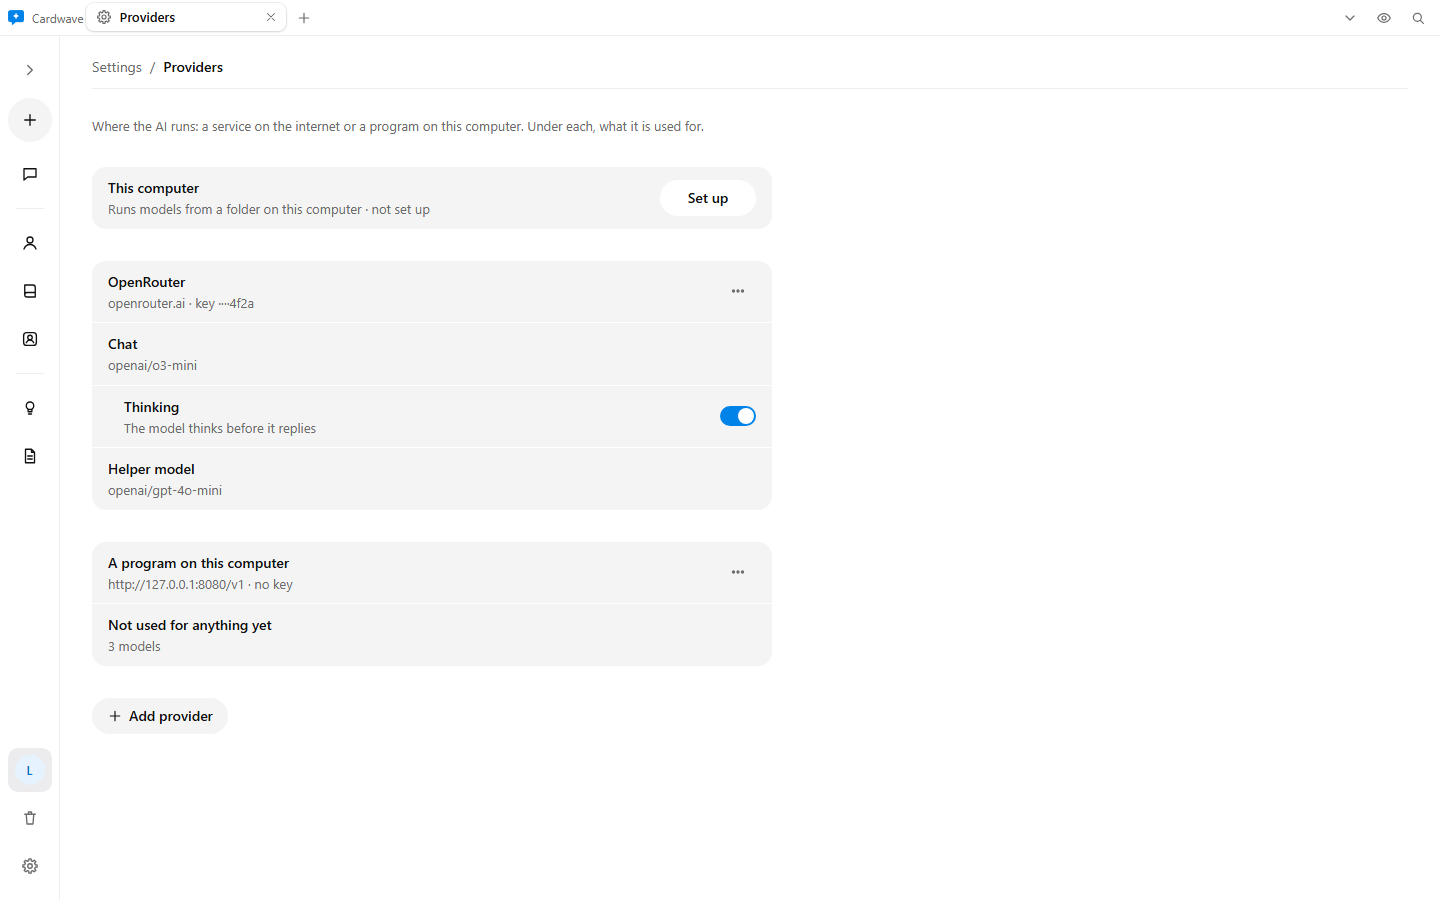 Cardwave
Providers
Settings / Providers
Where the AI runs: a service on the internet or a program on this computer. Under each, what it is used for.
This computer
Runs models from a folder on this computer · not set up
Set up
OpenRouter
openrouter.ai · key ····4f2a
Chat
openai/o3-mini
Thinking
The model thinks before it replies
Helper model
openai/gpt-4o-mini
A program on this computer
http://127.0.0.1:8080/v1 · no key
Not used for anything yet
3 models
Add provider
L